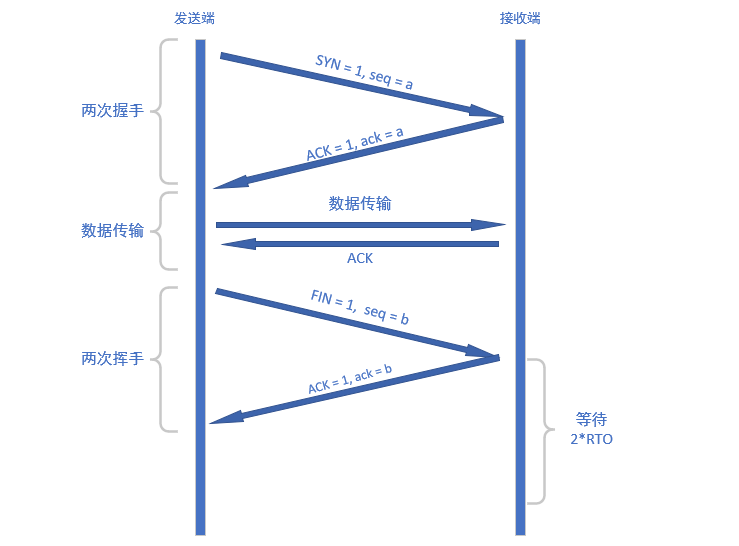 发送端
接收端
SYN = 1, seq = a
两次握手
ACK = 1, ack = a
数据传输
数据传输
ACK
FIN = 1, seq = b
两次挥手
ACK = 1, ack = b
等待
2*RTO